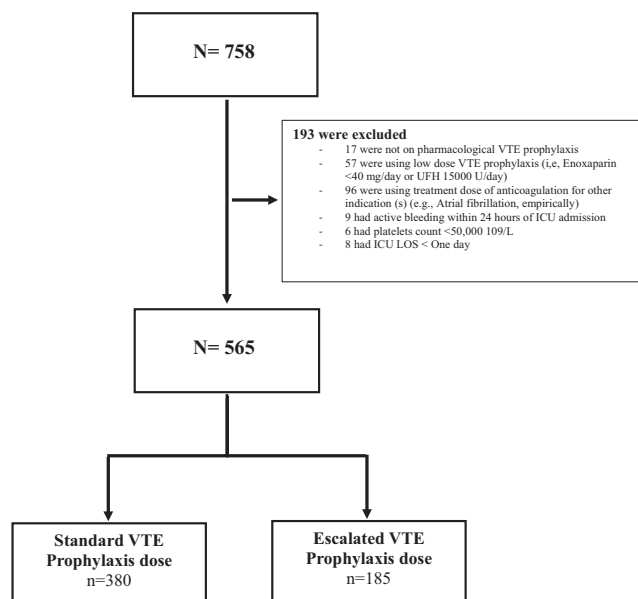 N= 758
193 were excluded
- 17 were not on pharmacological VTE prophylaxis
- 57 were using low dose VTE prophylaxis (i,e, Enoxaparin
<40 mg/day or UFH 15000 U/day)
- 96 were using treatment dose of anticoagulation for other
indication (s) (e.g., Atrial fibrillation, empirically)
- 9 had active bleeding within 24 hours of ICU admission
- 6 had platelets count <50,000 109/L
- 8 had ICU LOS < One day
N= 565
Standard VTE
Prophylaxis dose
n=380
Escalated VTE
Prophylaxis dose
n=185